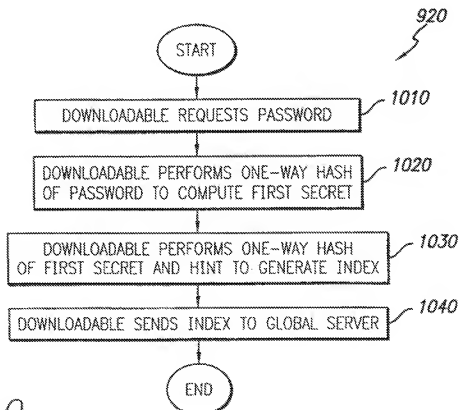 920
START
DOWNLOADABLE REQUESTS PASSWORD
1010
DOWNLOADABLE PERFORMS ONE-WAY HASH
OF PASSWORD TO COMPUTE FIRST SECRET
1020
DOWNLOADABLE PERFORMS ONE-WAY HASH
OF FIRST SECRET AND HINT TO GENERATE INDEX
1030
DOWNLOADABLE SENDS INDEX TO GLOBAL SERVER
1040
END